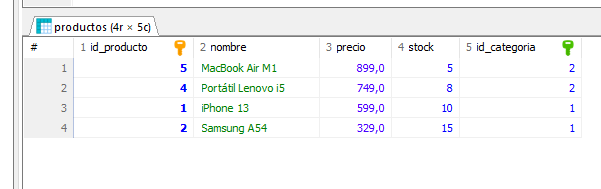 productos (4r × 5c)
# 1 id_producto 2 nombre 3 precio 4 stock 5 id_categoria
1 5 MacBook Air M1 899,0 5 2
2 4 Portátil Lenovo i5 749,0 8 2
3 1 iPhone 13 599,0 10 1
4 2 Samsung A54 329,0 15 1